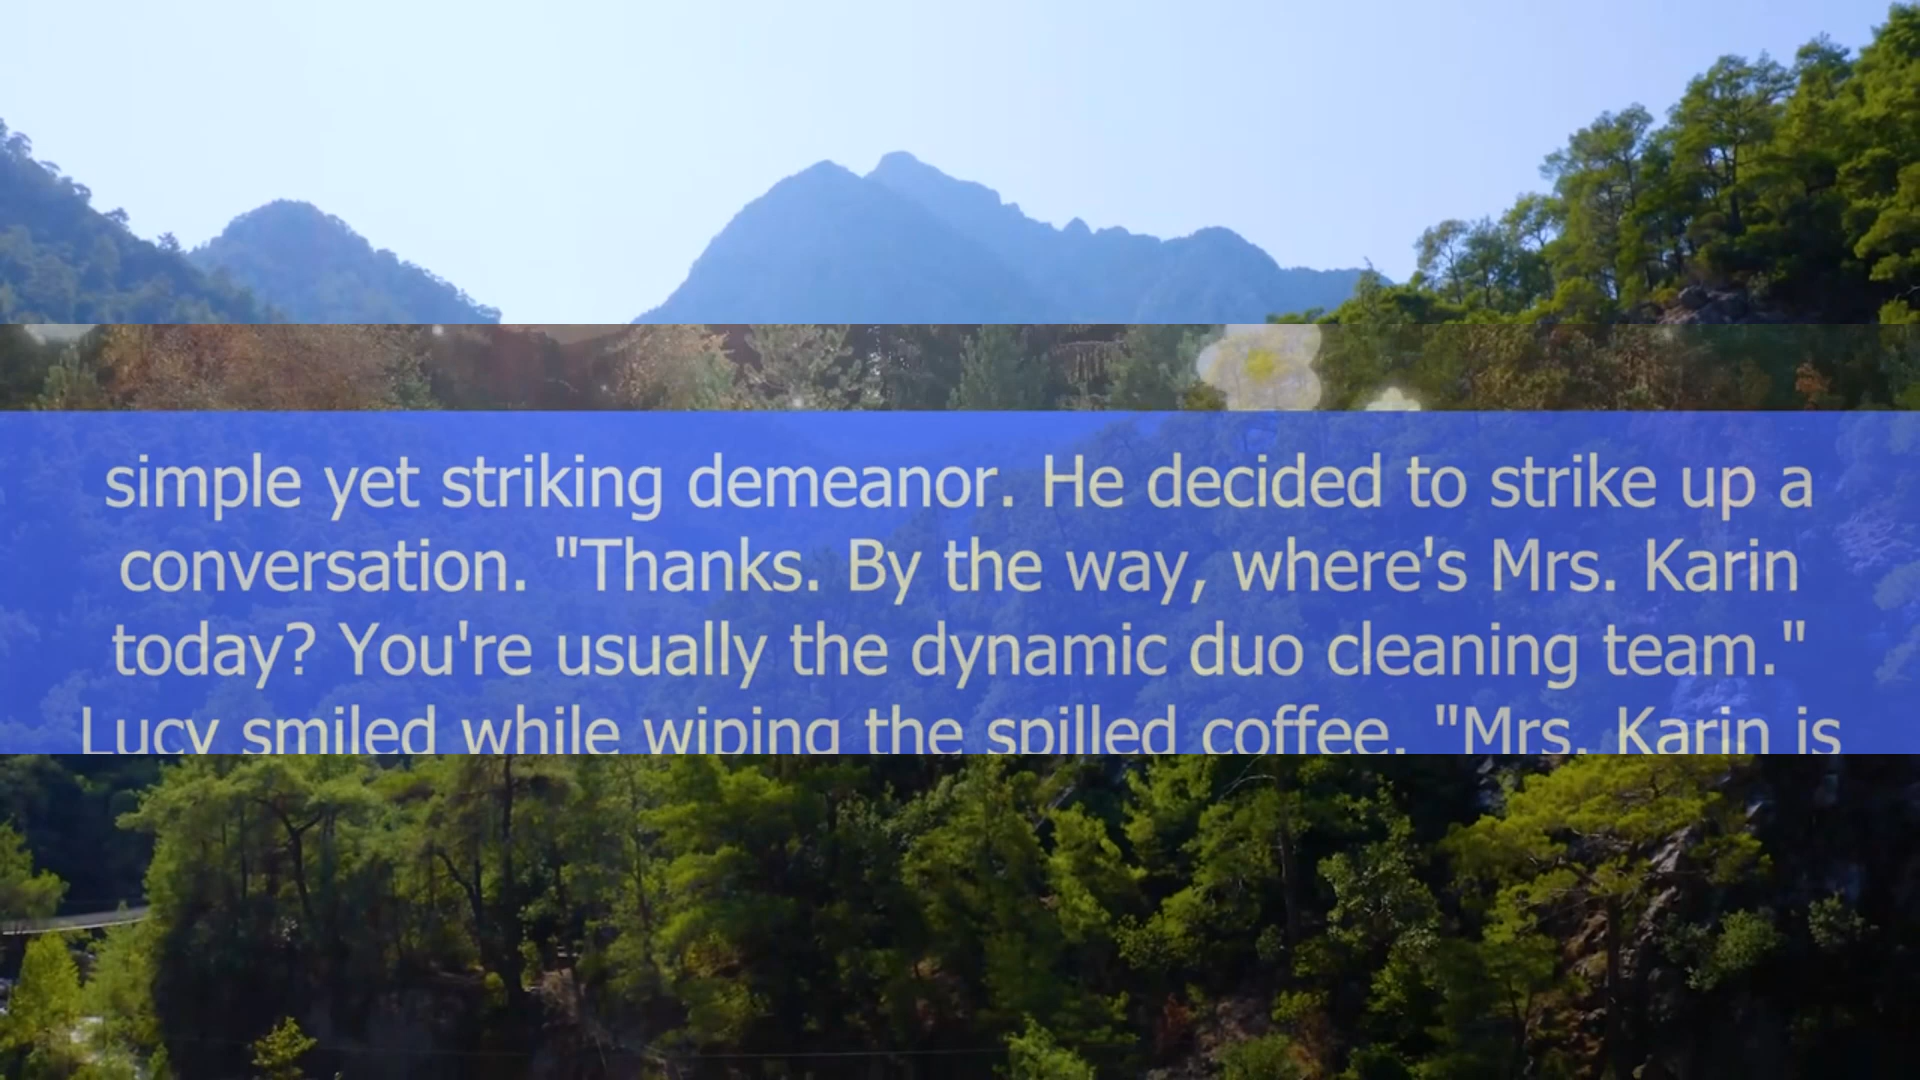 simple yet striking demeanor. He decided to strike up a
conversation. "Thanks. By the way, where's Mrs. Karin
today? You're usually the dynamic duo cleaning team."
Lucy smiled while wiping the spilled coffee. "Mrs. Karin is